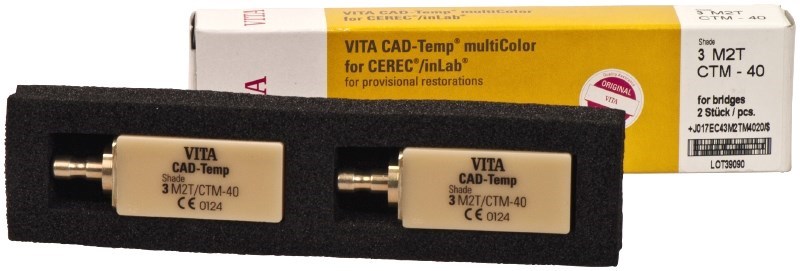 VITA
VITA CAD-Temp® multiColor
for CEREC®/inLab®
for provisional restorations
ORIGINAL
VITA
Shade
3 M2T
CTM - 40
for bridges
2 Stück / pcs.
+J017EC43M2TM4020/$
LOT39090
VITA
CAD-Temp
Shade
3 M2T/CTM-40
CE 0124
VITA
CAD-Temp
Shade
3 M2T/CTM-40
CE 0124